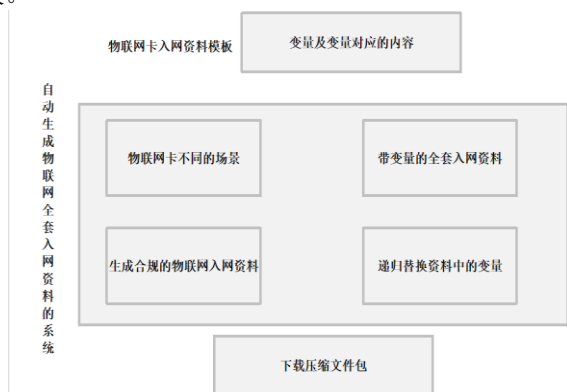 物联网卡入网资料模板
变量及变量对应的内容
自动生成物联网全套入网资料的系统
物联网卡不同的场景
带变量的全套入网资料
生成合规的物联网入网资料
递归替换资料中的变量
下载压缩文件包